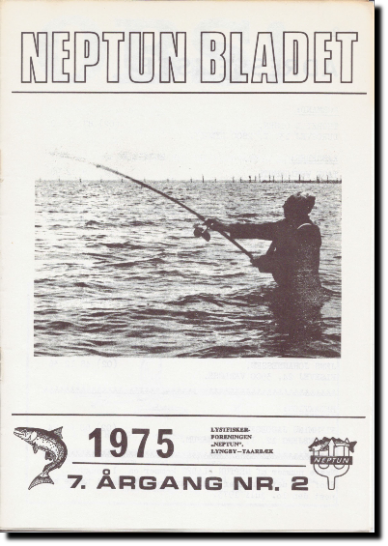 NEPTUN BLADET
1975
LYSTFISKER-
FORENINGEN
„NEPTUN“,
LYNGBY—TAARBÆK
NEPTUN
7. ÅRGANG NR. 2